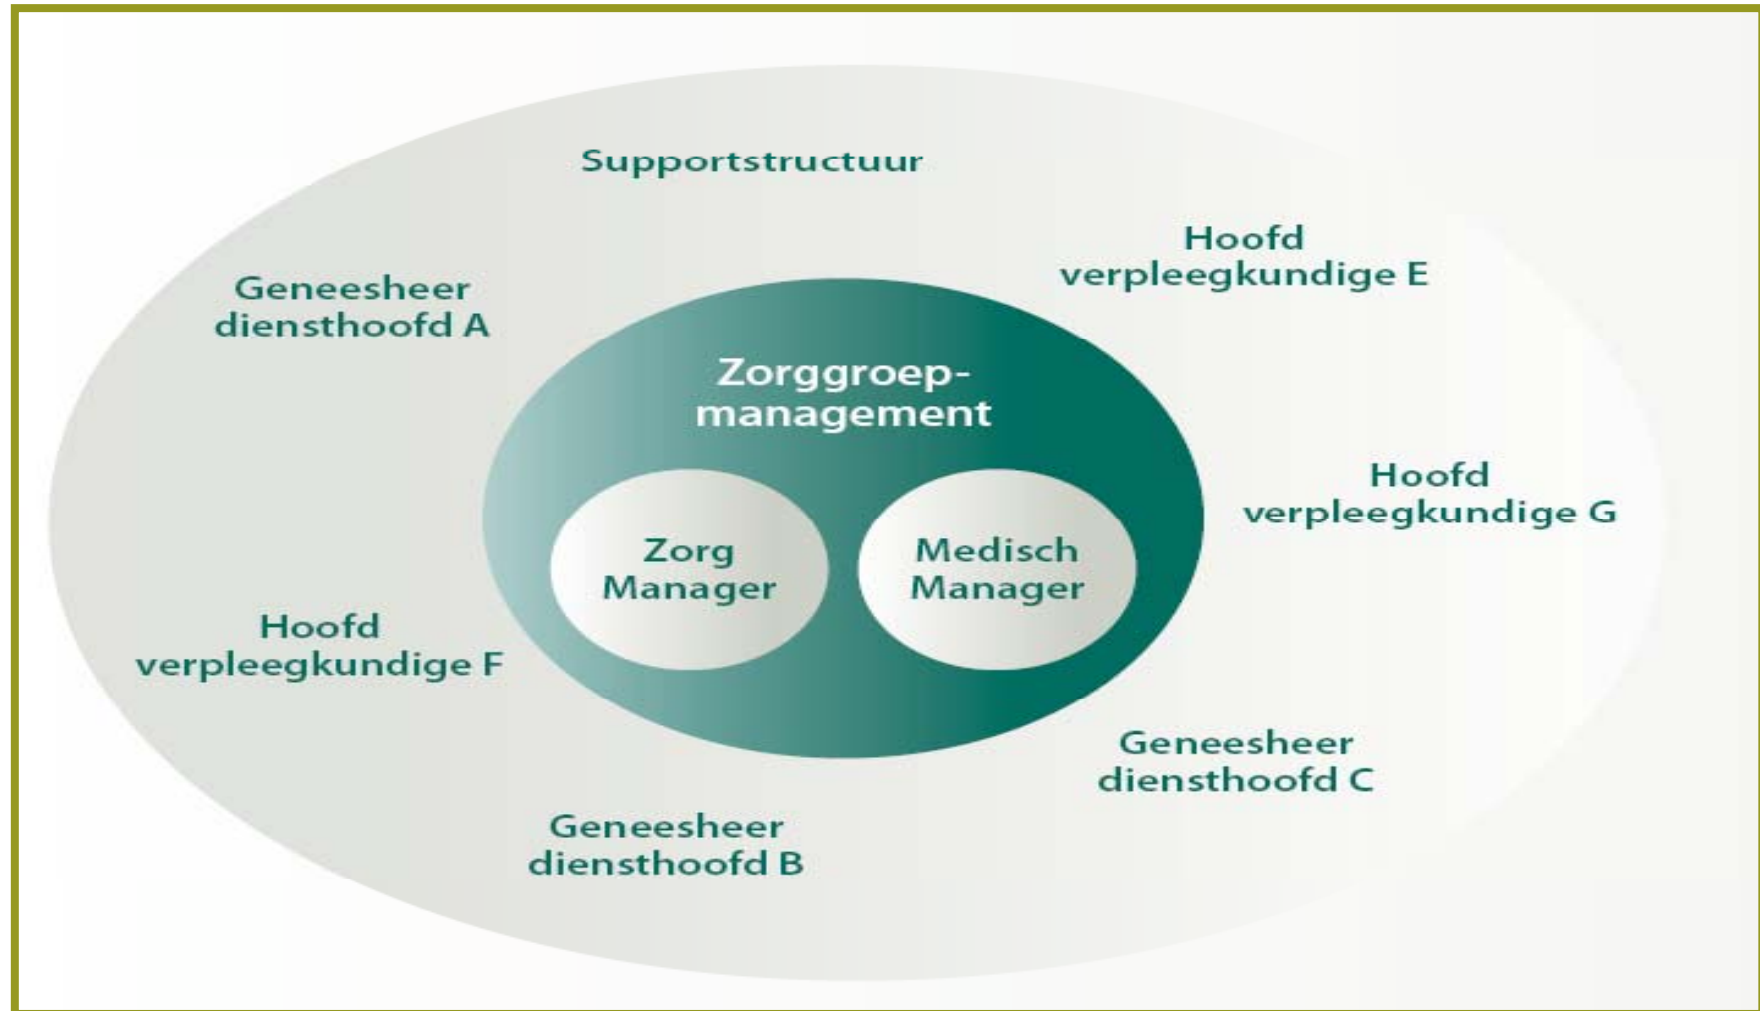 Supportstructuur
Hoofd
verpleegkundige E
Geneesheer
diensthoofd A
Zorggroep-
management
Hoofd
verpleegkundige G
Zorg
Manager
Medisch
Manager
Hoofd
verpleegkundige F
Geneesheer
diensthoofd C
Geneesheer
diensthoofd B